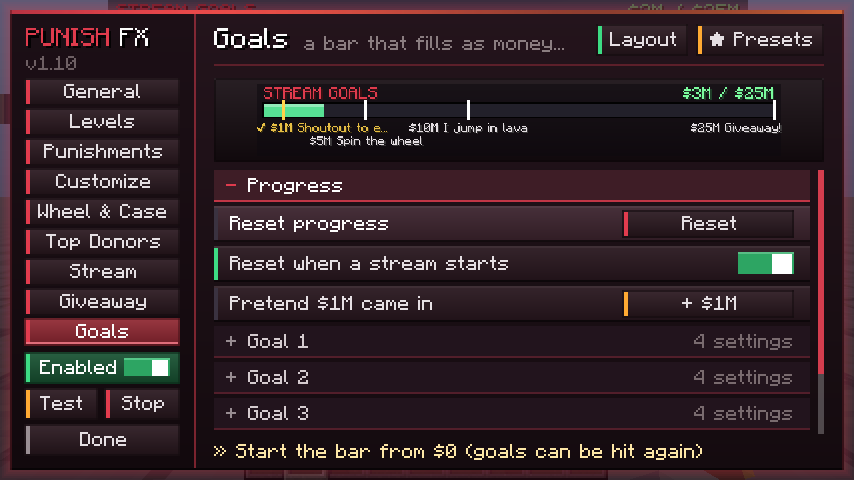 PUNISH FX
v1.10
General
Levels
Punishments
Customize
Wheel & Case
Top Donors
Stream
Giveaway
Goals
Enabled
Test
Stop
Done
Goals a bar that fills as money...
Layout
Presets
STREAM GOALS
$3M / $25M
✓ $1M Shoutout to e...
$10M I jump in lava
$25M Giveaway!
$5M Spin the wheel
− Progress
Reset progress
Reset
Reset when a stream starts
Pretend $1M came in
+ $1M
+ Goal 1
4 settings
+ Goal 2
4 settings
+ Goal 3
4 settings
» Start the bar from $0 (goals can be hit again)